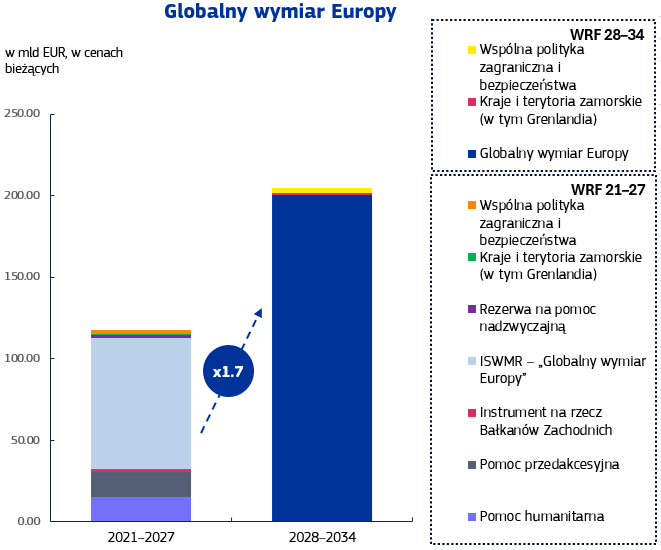 Globalny wymiar Europy
w mld EUR, w cenach
bieżących
250.00
200.00
150.00
100.00
50.00
0.00
x1.7
2021–2027
2028–2034
WRF 28–34
Wspólna polityka
zagraniczna i
bezpieczeństwa
Kraje i terytoria zamorskie
(w tym Grenlandia)
Globalny wymiar Europy
WRF 21–27
Wspólna polityka
zagraniczna i
bezpieczeństwa
Kraje i terytoria zamorskie
(w tym Grenlandia)
Rezerwa na pomoc
nadzwyczajną
ISWMR – „Globalny wymiar
Europy”
Instrument na rzecz
Bałkanów Zachodnich
Pomoc przedakcesyjna
Pomoc humanitarna